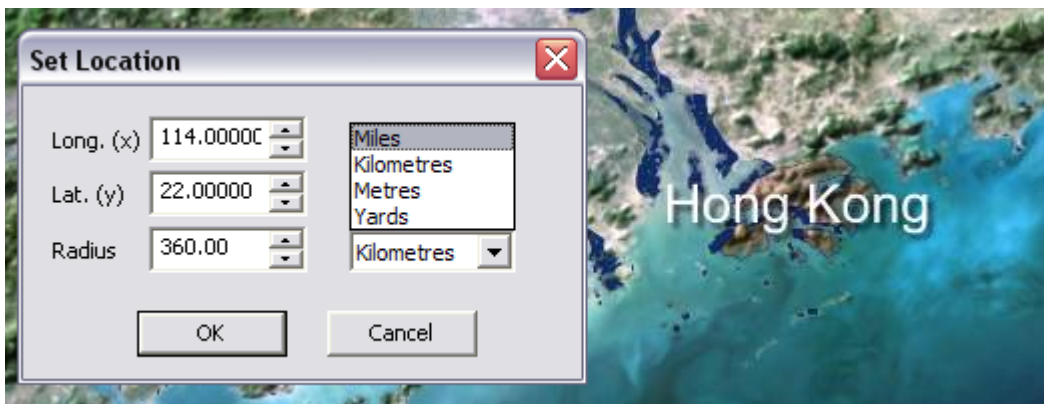 Set Location
Long. (x) 114.00000
Miles
Kilometres
Metres
Yards
Lat. (y) 22.00000
Radius 360.00
Kilometres
OK Cancel
Hong Kong